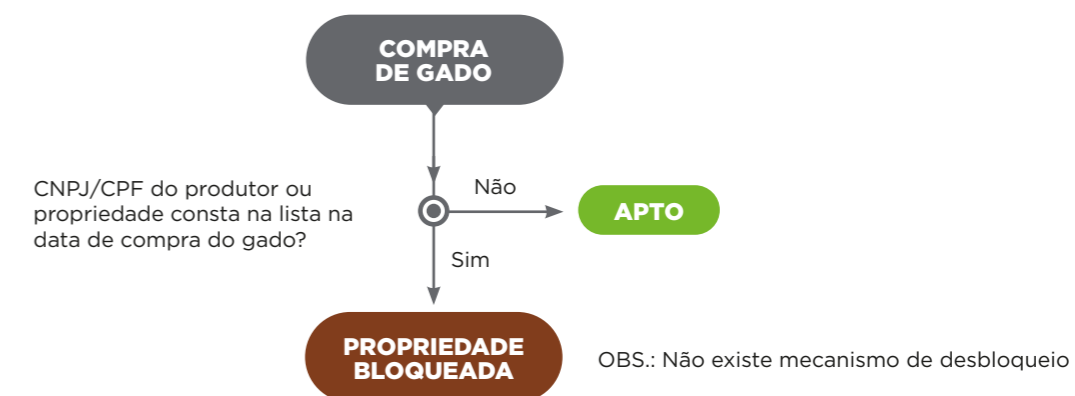 COMPRA
DE GADO
CNPJ/CPF do produtor ou
propriedade consta na lista na
data de compra do gado?
Não
APTO
Sim
PROPRIEDADE
BLOQUEADA
OBS.: Não existe mecanismo de desbloqueio